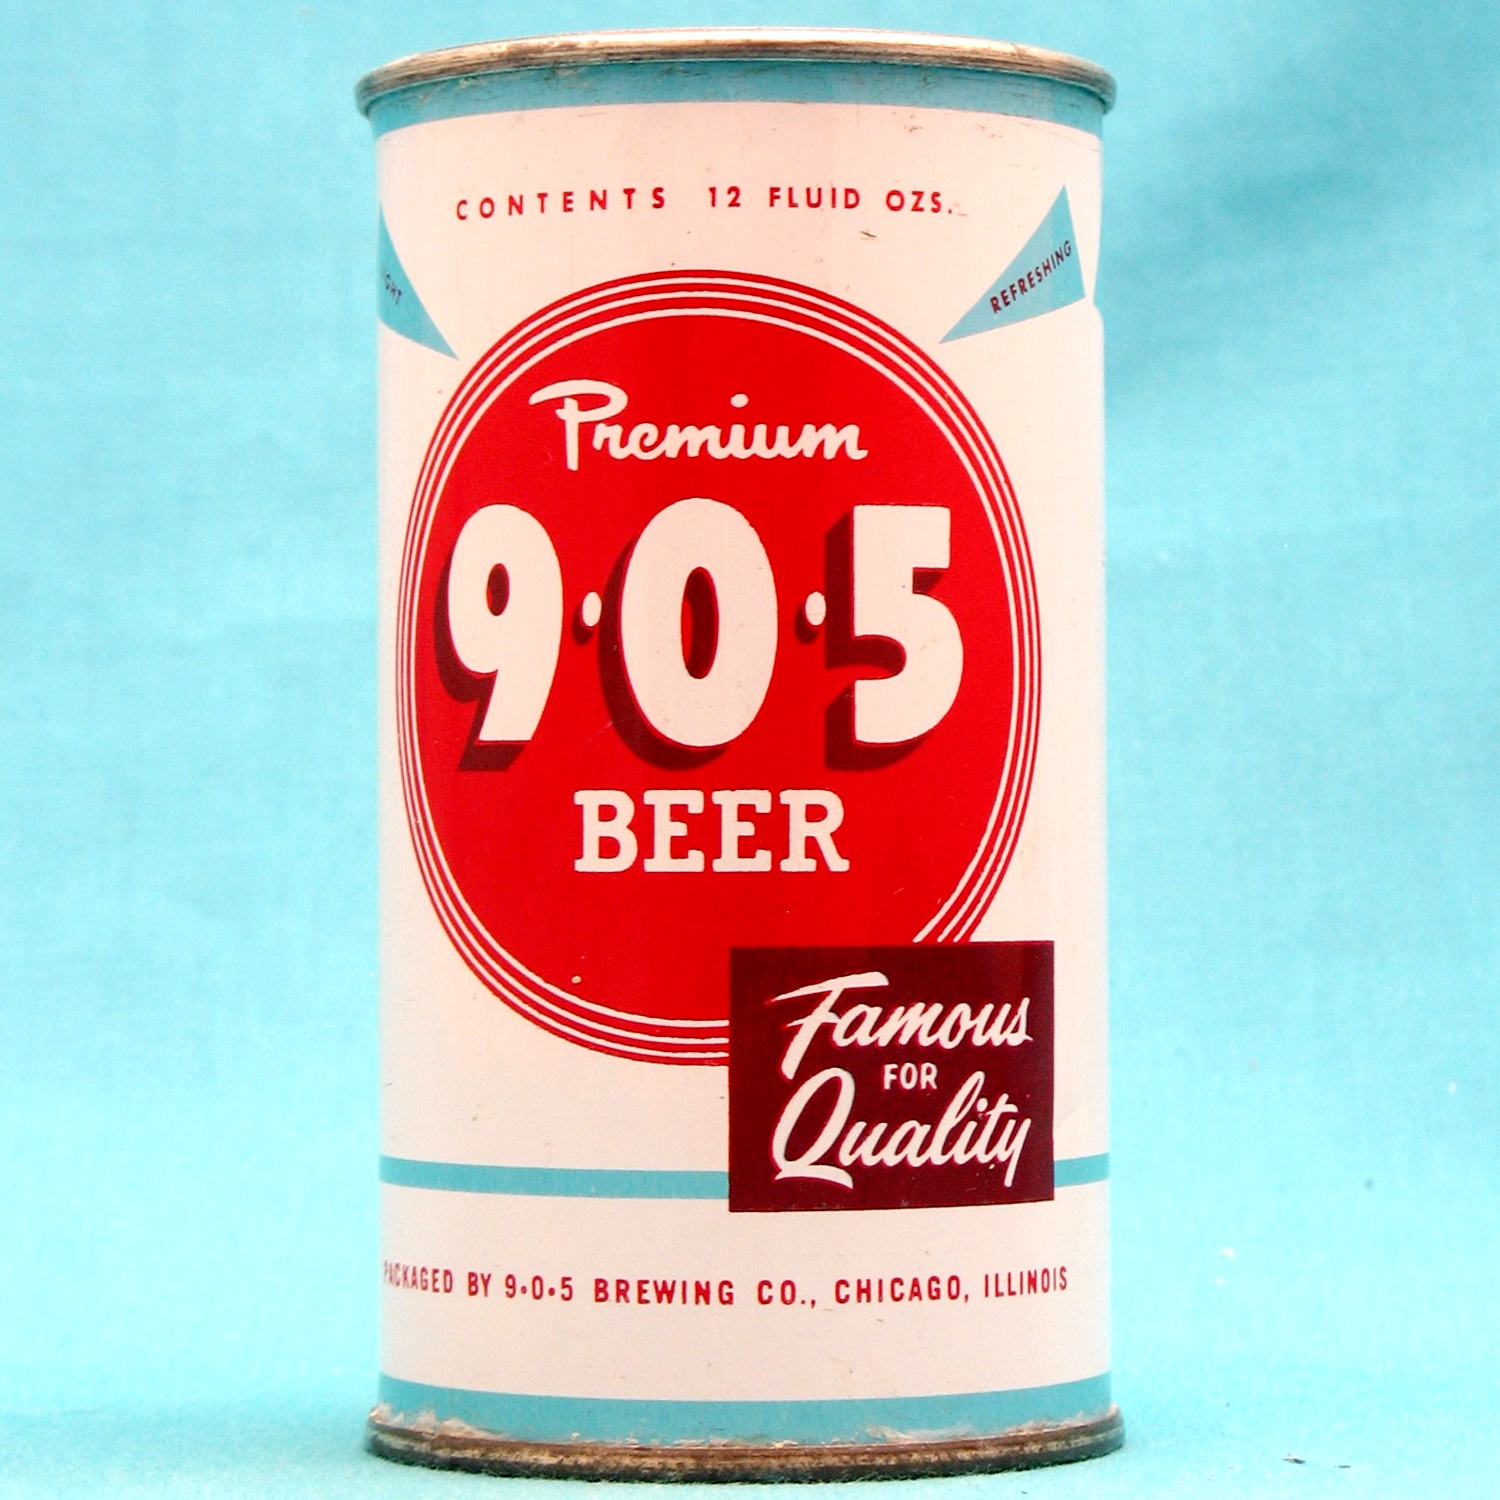 CONTENTS 12 FLUID OZS.
REFRESHING
Premium
9·0·5
BEER
Famous
FOR
Quality
PACKAGED BY 9·0·5 BREWING CO., CHICAGO, ILLINOIS